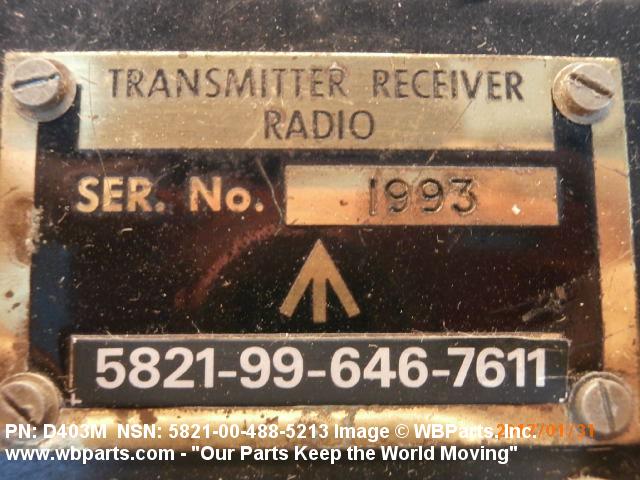 TRANSMITTER RECEIVER
RADIO
SER. No. 1993
5821-99-646-7611
PN: D403M NSN: 5821-00-488-5213 Image © WBParts, Inc.
www.wbparts.com - "Our Parts Keep the World Moving"